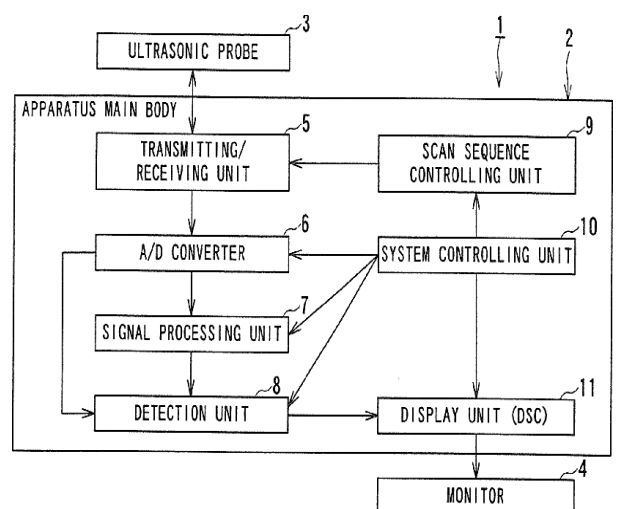 3
ULTRASONIC PROBE
1
2
APPARATUS MAIN BODY
5
TRANSMITTING/
RECEIVING UNIT
9
SCAN SEQUENCE
CONTROLLING UNIT
6
A/D CONVERTER
10
SYSTEM CONTROLLING UNIT
7
SIGNAL PROCESSING UNIT
8
DETECTION UNIT
11
DISPLAY UNIT (DSC)
4
MONITOR